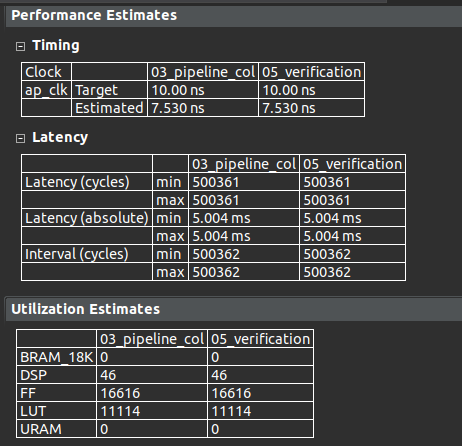 Performance Estimates
Timing
Clock 03_pipeline_col 05_verification
ap_clk Target 10.00 ns 10.00 ns
Estimated 7.530 ns 7.530 ns
Latency
03_pipeline_col 05_verification
Latency (cycles) min 500361 500361
max 500361 500361
Latency (absolute) min 5.004 ms 5.004 ms
max 5.004 ms 5.004 ms
Interval (cycles) min 500362 500362
max 500362 500362
Utilization Estimates
03_pipeline_col 05_verification
BRAM_18K 0 0
DSP 46 46
FF 16616 16616
LUT 11114 11114
URAM 0 0